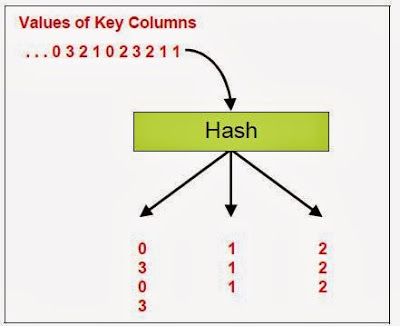 Values of Key Columns
. . . 0 3 2 1 0 2 3 2 1 1
Hash
0 1 2
3 1 2
0 1 2
3